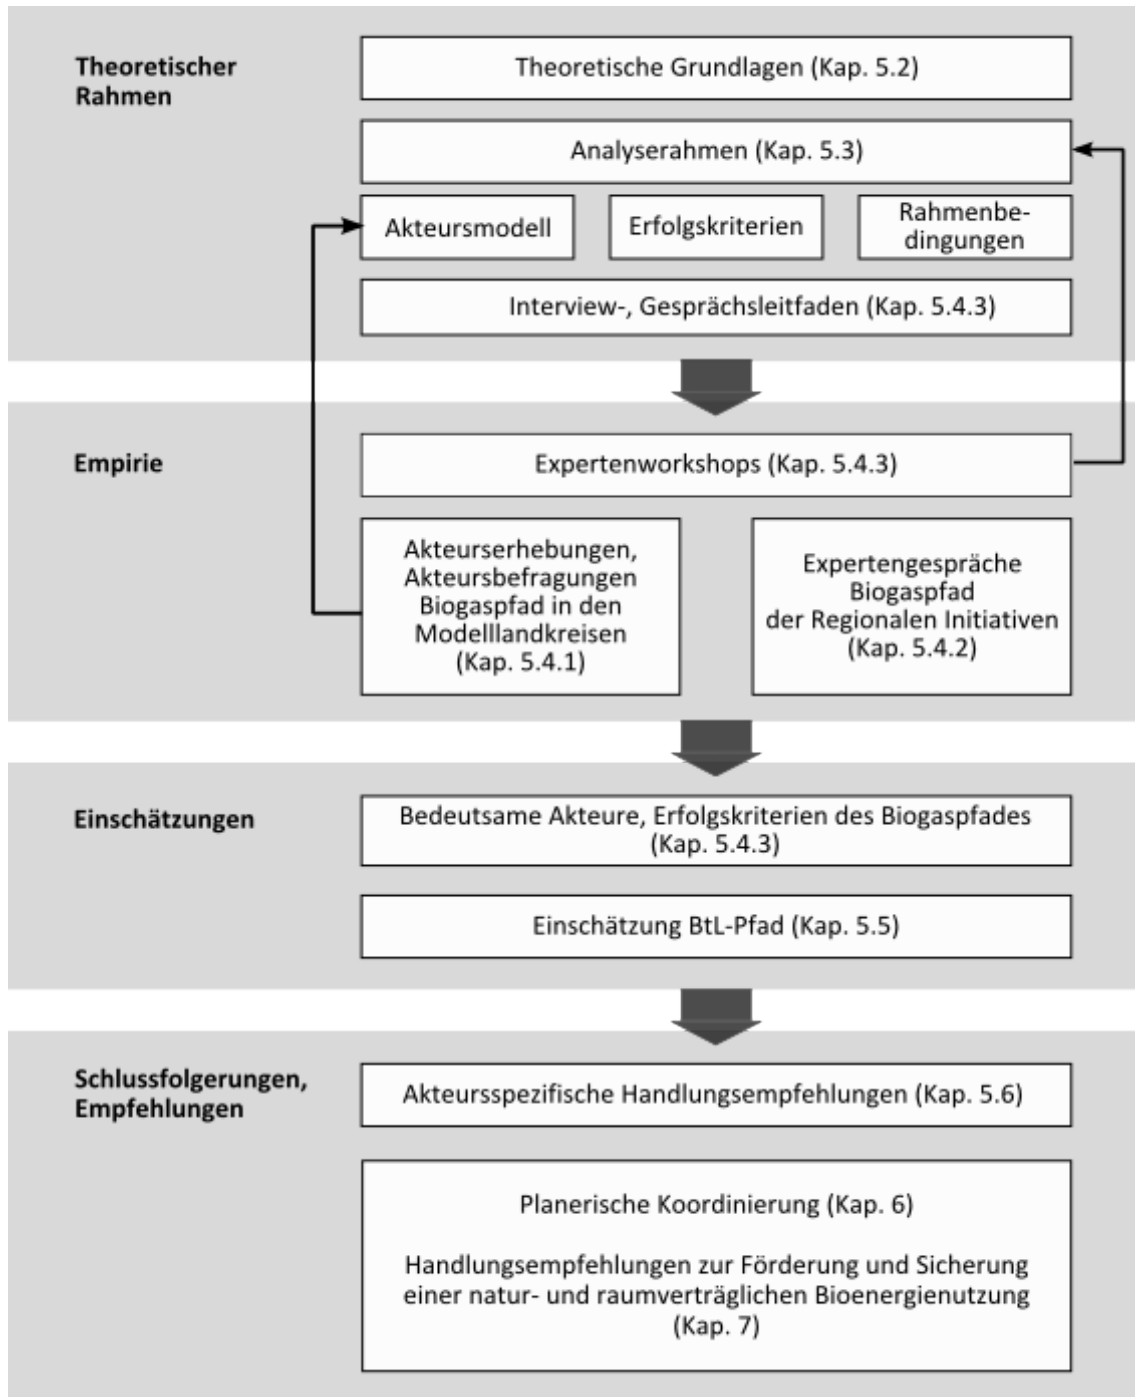 Theoretischer
Rahmen
Theoretische Grundlagen (Kap. 5.2)
Analyserahmen (Kap. 5.3)
Akteursmodell
Erfolgskriterien
Rahmenbe-
dingungen
Interview-, Gesprächsleitfaden (Kap. 5.4.3)
Empirie
Expertenworkshops (Kap. 5.4.3)
Akteurserhebungen,
Akteursbefragungen
Biogaspfad in den
Modelllandkreisen
(Kap. 5.4.1)
Expertengespräche
Biogaspfad
der Regionalen Initiativen
(Kap. 5.4.2)
Einschätzungen
Bedeutsame Akteure, Erfolgskriterien des Biogaspfades
(Kap. 5.4.3)
Einschätzung BtL-Pfad (Kap. 5.5)
Schlussfolgerungen,
Empfehlungen
Akteursspezifische Handlungsempfehlungen (Kap. 5.6)
Planerische Koordinierung (Kap. 6)
Handlungsempfehlungen zur Förderung und Sicherung
einer natur- und raumverträglichen Bioenergienutzung
(Kap. 7)